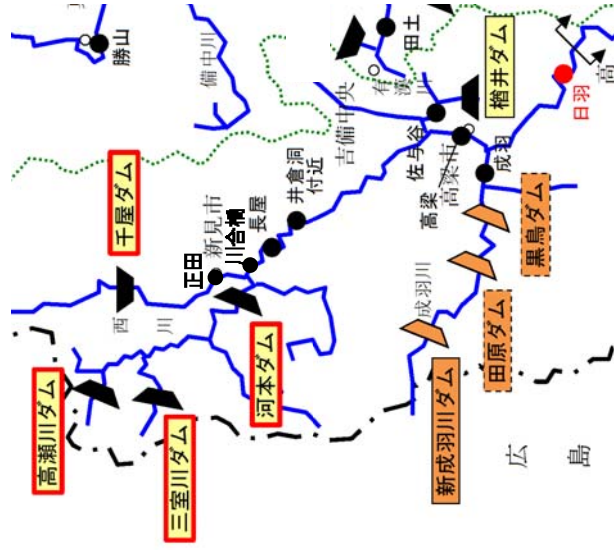 勝山
備中川
田土
有漢川
楢井ダム
吉備中央
佐与谷
日羽
高
千屋ダム
正田
新見市
川合橋
長屋
井倉洞
付近
高梁
高梁市
成羽
西川
河本ダム
成羽川
黒鳥ダム
田原ダム
新成羽川ダム
高瀬川ダム
三室川ダム
広島